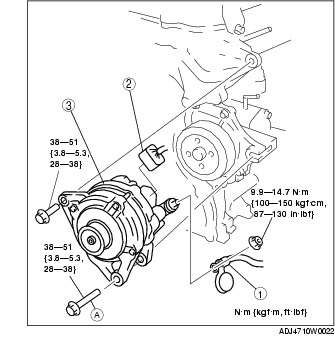 2
3
38—51
{3.8—5.3,
28—38}
9.9—14.7 N·m
{100—150 kgf·cm,
87—130 in·lbf}
38—51
{3.8—5.3,
28—38}
1
A
N·m {kgf·m, ft·lbf}
ADJ4710W0022